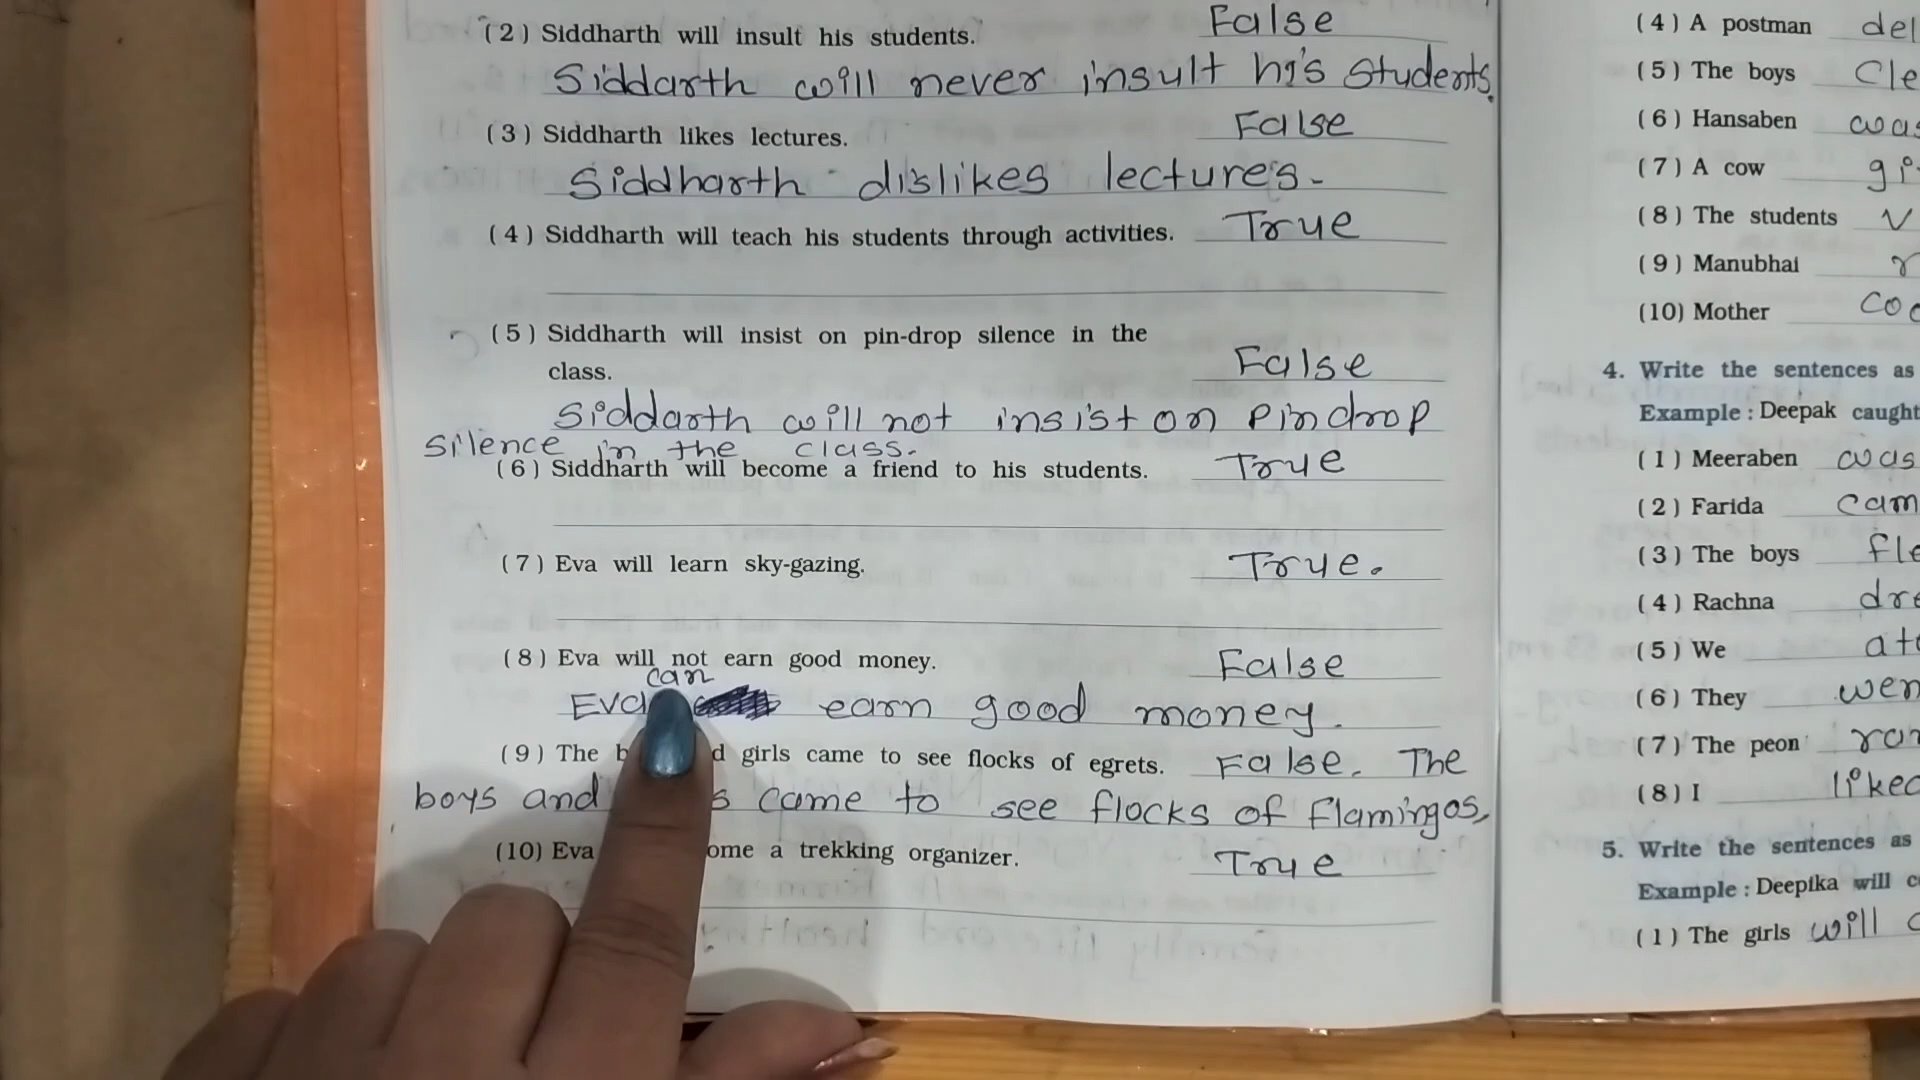 (2) Siddharth will insult his students. False
Siddarth will never insult his students.
(3) Siddharth likes lectures. False
Siddharth dislikes lectures.
(4) Siddharth will teach his students through activities. True
(5) Siddharth will insist on pin-drop silence in the
class. False
Siddarth will not insist on pindrop
silence in the class.
(6) Siddharth will become a friend to his students. True
(7) Eva will learn sky-gazing. True.
(8) Eva will not earn good money. False
can
Eva earn good money.
(9) The girls came to see flocks of egrets. False. The
boys and came to see flocks of flamingos,
(10) Eva a trekking organizer. True
(4) A postman
(5) The boys
(6) Hansaben
(7) A cow
(8) The students
(9) Manubhai
(10) Mother
4. Write the sentences as
Example : Deepak caught
(1) Meeraben was
(2) Farida
(3) The boys
(4) Rachna
(5) We
(6) They
(7) The peon
(8) I liked
5. Write the sentences as
Example : Deepika will
(1) The girls will